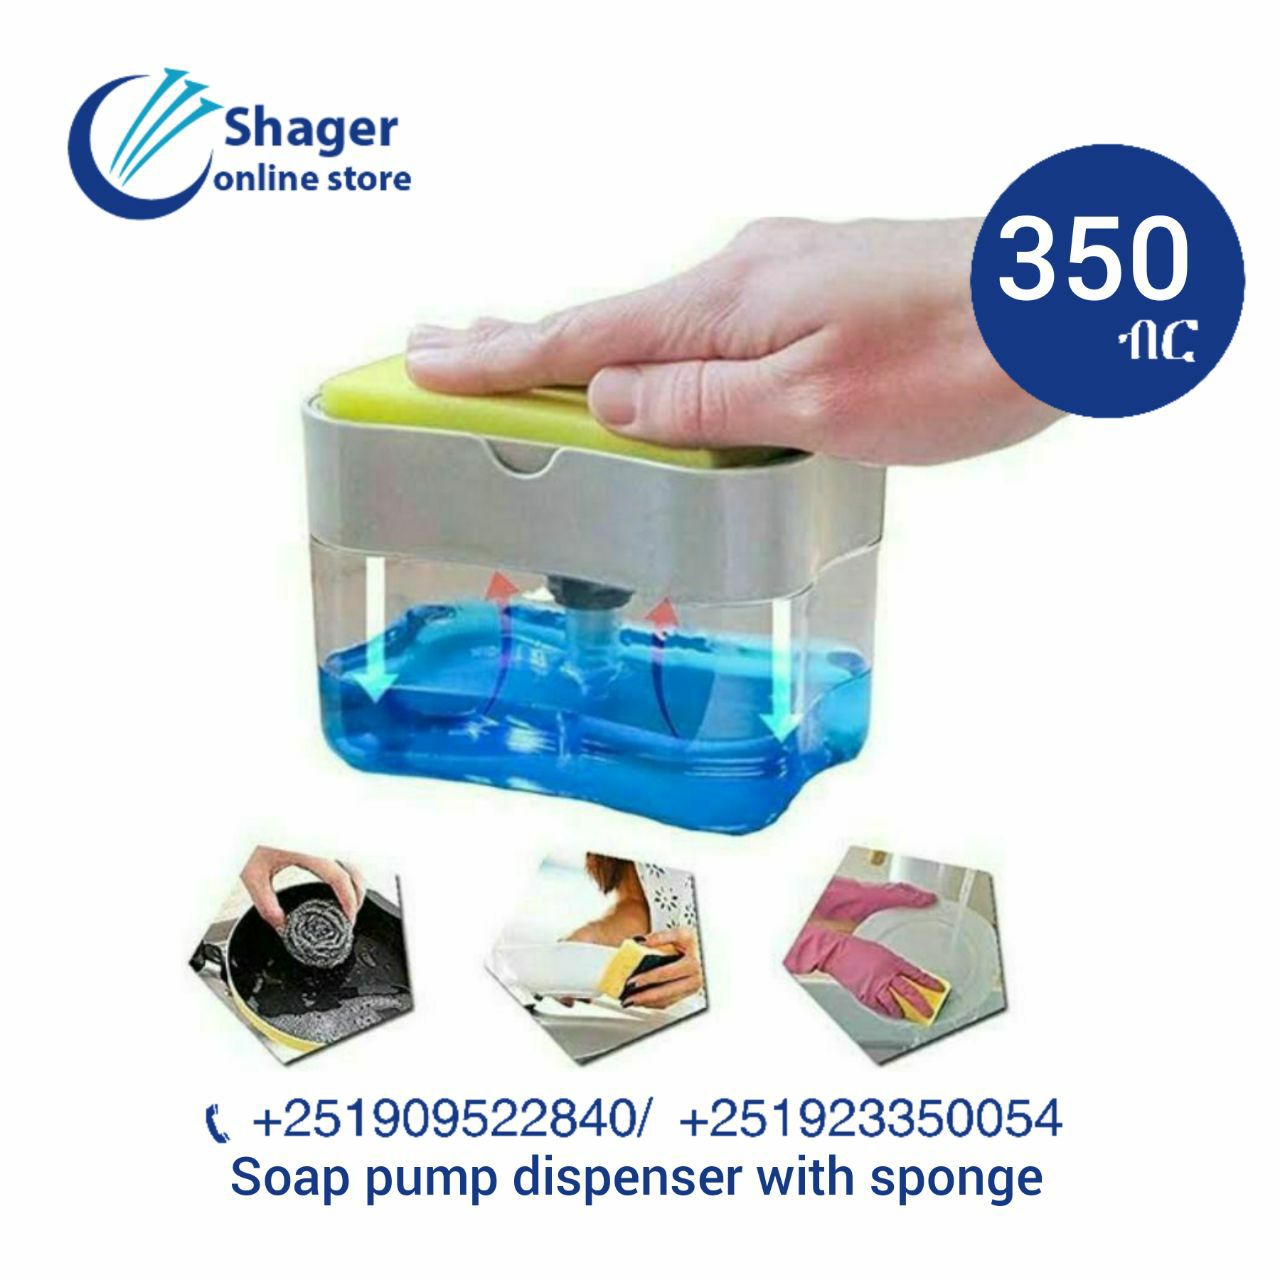 Shager
online store
350
ብር
+251909522840/ +251923350054
Soap pump dispenser with sponge